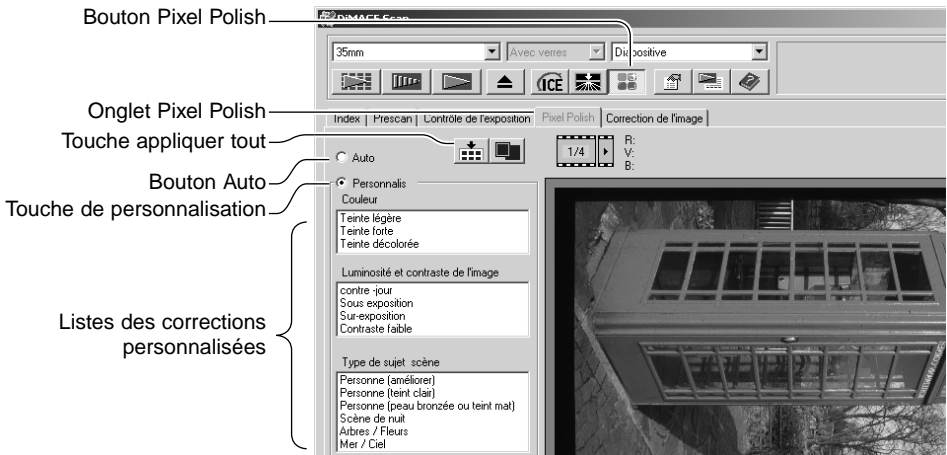 Bouton Pixel Polish
DiMAGE Scan
35mm
Avec verres
Diapositive
ICE
Onglet Pixel Polish
Index
Prescan
Contrôle de l'exposition
Pixel Polish
Correction de l'image
Touche appliquer tout
1/4
R:
V:
B:
Auto
Bouton Auto
Personnalis
Touche de personnalisation
Couleur
Teinte légère
Teinte forte
Teinte décolorée
Luminosité et contraste de l'image
contre -jour
Sous exposition
Sur-exposition
Contraste faible
Listes des corrections
personnalisées
Type de sujet scène
Personne (améliorer)
Personne (teint clair)
Personne (peau bronzée ou teint mat)
Scène de nuit
Arbres / Fleurs
Mer / Ciel